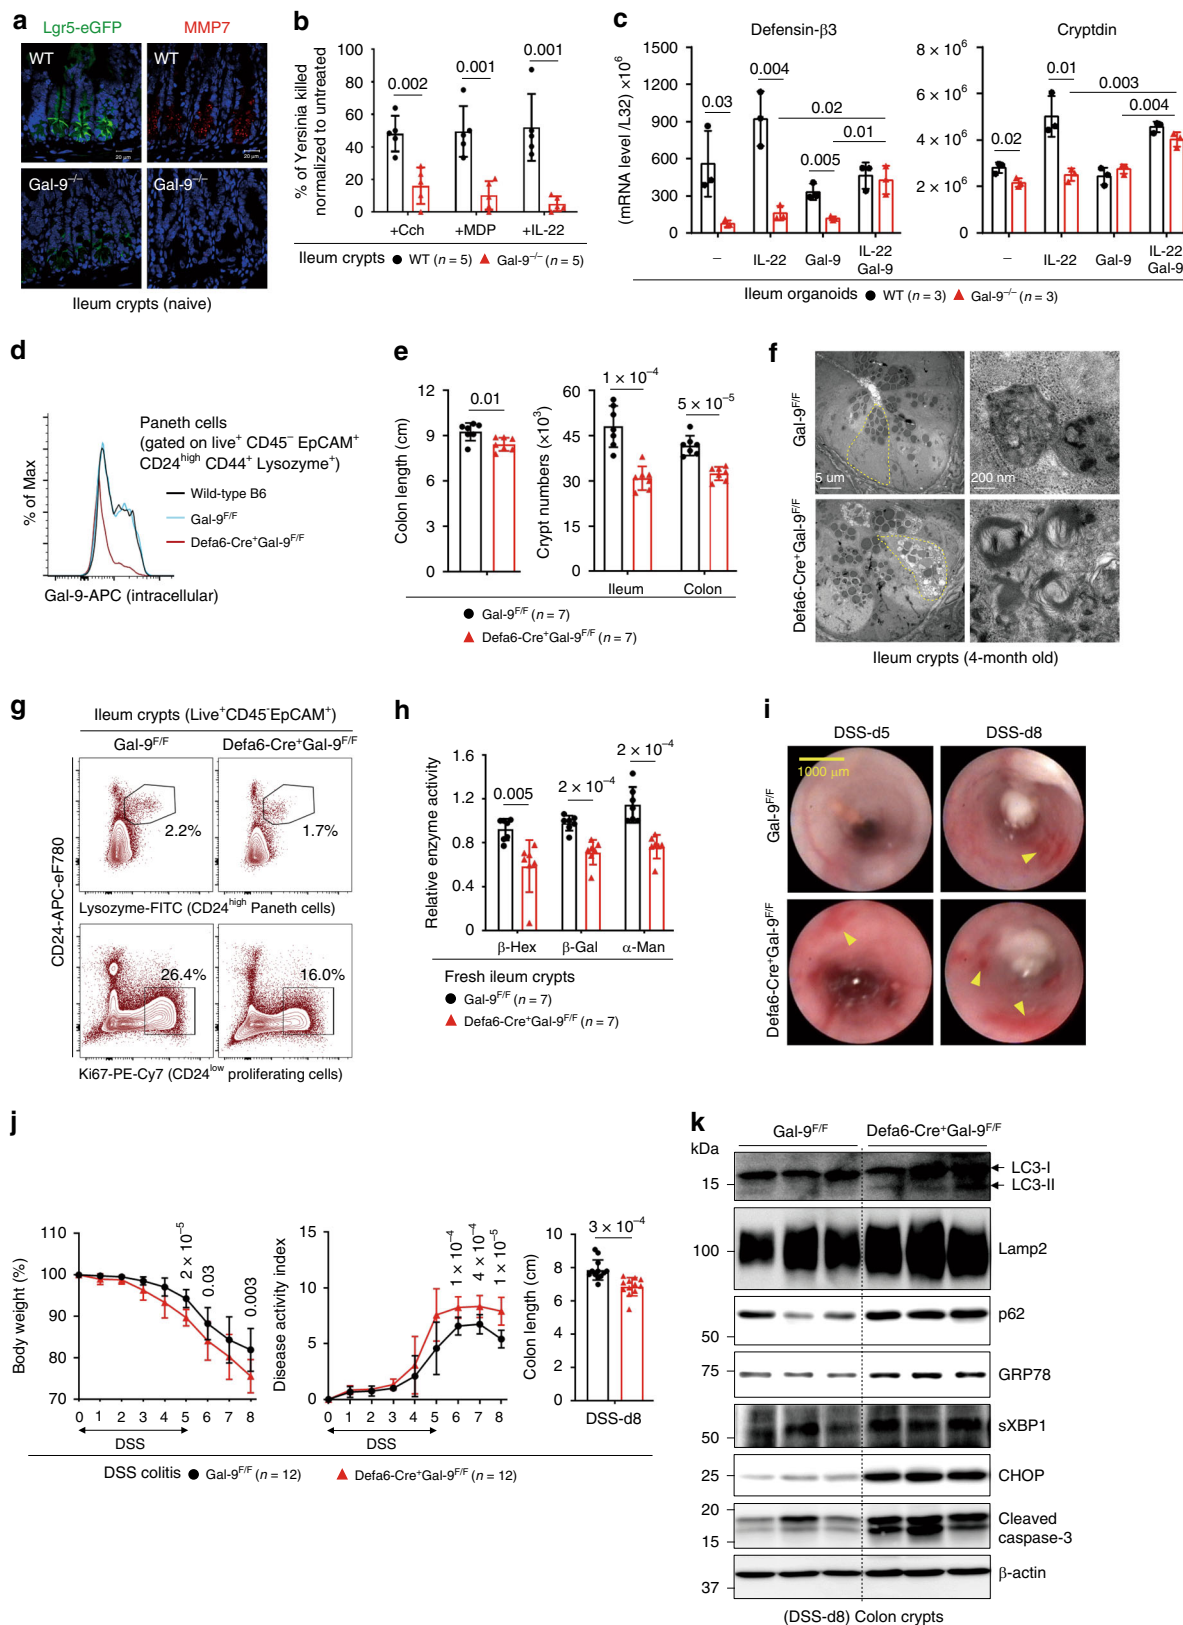 a
Lgr5-eGFP MMP7
WT WT
20 µm 20 µm
Gal-9–/– Gal-9–/–
Ileum crypts (naive)
b
% of Yersinia killed
normalized to untreated
100
80
60
40
20
0
0.002 0.001 0.001
+Cch +MDP +IL-22
Ileum crypts WT (n = 5) Gal-9–/– (n = 5)
c
Defensin-β3 Cryptdin
(mRNA level /L32) ×10⁶
1500
1200
900
600
300
0
0.03 0.004 0.005 0.02 0.01
– IL-22 Gal-9 IL-22
Gal-9
8 × 10⁶
6 × 10⁶
4 × 10⁶
2 × 10⁶
0
0.02 0.01 0.003 0.004
– IL-22 Gal-9 IL-22
Gal-9
Ileum organoids WT (n = 3) Gal-9–/– (n = 3)
d
% of Max
Paneth cells
(gated on live⁺ CD45⁻ EpCAM⁺
CD24high CD44⁺ Lysozyme⁺)
Wild-type B6
Gal-9F/F
Defa6-Cre⁺Gal-9F/F
Gal-9-APC (intracellular)
e
Colon length (cm)
12
9
6
3
0
0.01
Crypt numbers (×10³)
60
45
30
15
0
1 × 10⁻⁴ 5 × 10⁻⁵
Ileum Colon
Gal-9F/F (n = 7)
Defa6-Cre⁺Gal-9F/F (n = 7)
f
Gal-9F/F
5 um 200 nm
Defa6-Cre⁺Gal-9F/F
Ileum crypts (4-month old)
g
Ileum crypts (Live⁺CD45⁻EpCAM⁺)
Gal-9F/F Defa6-Cre⁺Gal-9F/F
CD24-APC-eF780
2.2% 1.7%
Lysozyme-FITC (CD24high Paneth cells)
26.4% 16.0%
Ki67-PE-Cy7 (CD24low proliferating cells)
h
Relative enzyme activity
1.6
1.2
0.8
0.4
0
0.005 2 × 10⁻⁴ 2 × 10⁻⁴
β-Hex β-Gal α-Man
Fresh ileum crypts
Gal-9F/F (n = 7)
Defa6-Cre⁺Gal-9F/F (n = 7)
i
DSS-d5 DSS-d8
1000 µm
Gal-9F/F
Defa6-Cre⁺Gal-9F/F
j
Body weight (%)
110
100
90
80
70
2 × 10⁻⁵ 0.03 0.003
0 1 2 3 4 5 6 7 8
DSS
Disease activity index
15
10
5
0
1 × 10⁻⁴ 4 × 10⁻⁴ 1 × 10⁻⁵
0 1 2 3 4 5 6 7 8
DSS
Colon length (cm)
10
8
6
4
2
0
3 × 10⁻⁴
DSS-d8
DSS colitis Gal-9F/F (n = 12) Defa6-Cre⁺Gal-9F/F (n = 12)
k
Gal-9F/F Defa6-Cre⁺Gal-9F/F
kDa
15 LC3-I
LC3-II
100 Lamp2
50 p62
75 GRP78
50 sXBP1
25 CHOP
20 Cleaved
15 caspase-3
37 β-actin
(DSS-d8) Colon crypts